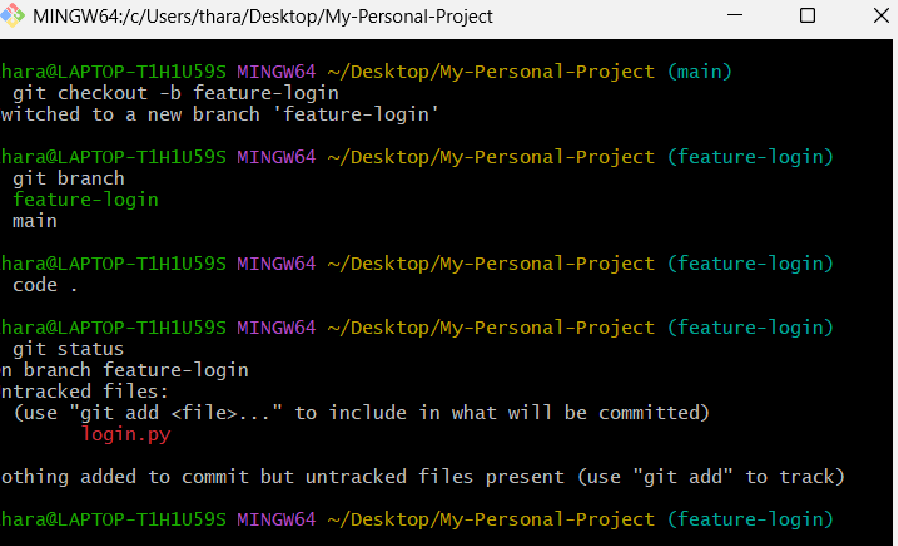 MINGW64:/c/Users/thara/Desktop/My-Personal-Project
hara@LAPTOP-T1H1U59S MINGW64 ~/Desktop/My-Personal-Project (main)
git checkout -b feature-login
witched to a new branch 'feature-login'
hara@LAPTOP-T1H1U59S MINGW64 ~/Desktop/My-Personal-Project (feature-login)
git branch
feature-login
main
hara@LAPTOP-T1H1U59S MINGW64 ~/Desktop/My-Personal-Project (feature-login)
code .
hara@LAPTOP-T1H1U59S MINGW64 ~/Desktop/My-Personal-Project (feature-login)
git status
n branch feature-login
ntracked files:
(use "git add <file>..." to include in what will be committed)
login.py
othing added to commit but untracked files present (use "git add" to track)
hara@LAPTOP-T1H1U59S MINGW64 ~/Desktop/My-Personal-Project (feature-login)